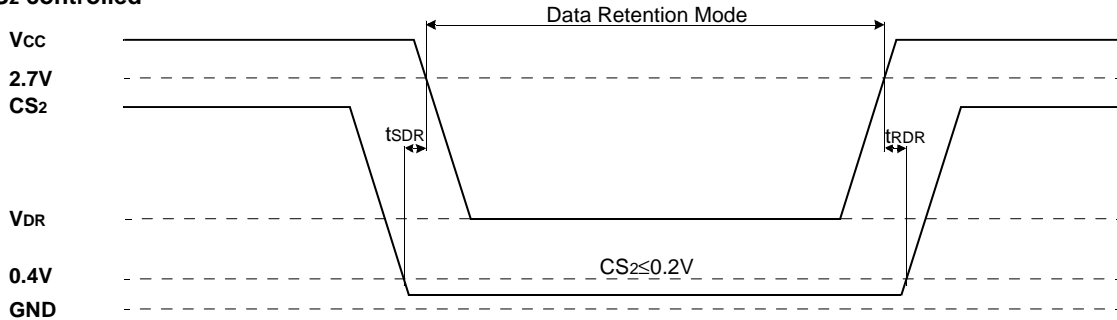 CS2 controlled
Data Retention Mode
VCC
2.7V
CS2
tSDR
tRDR
VDR
CS2≤0.2V
0.4V
GND